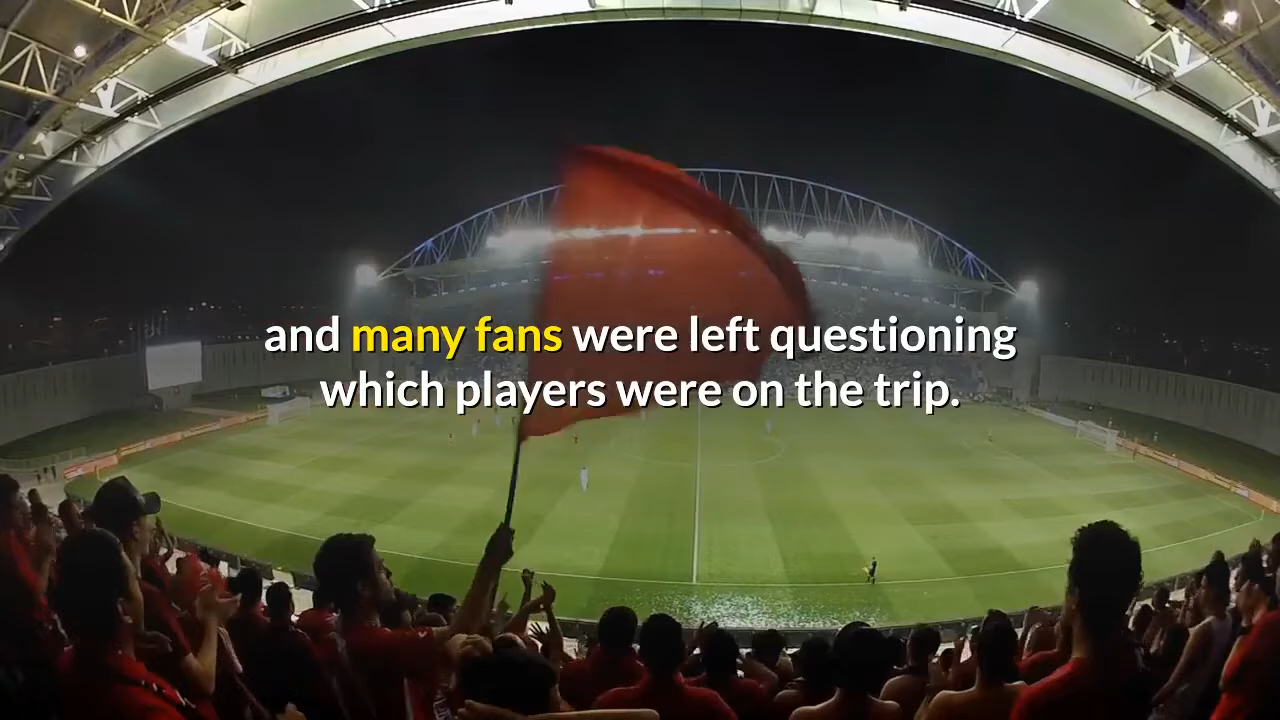 and many fans were left questioning
which players were on the trip.